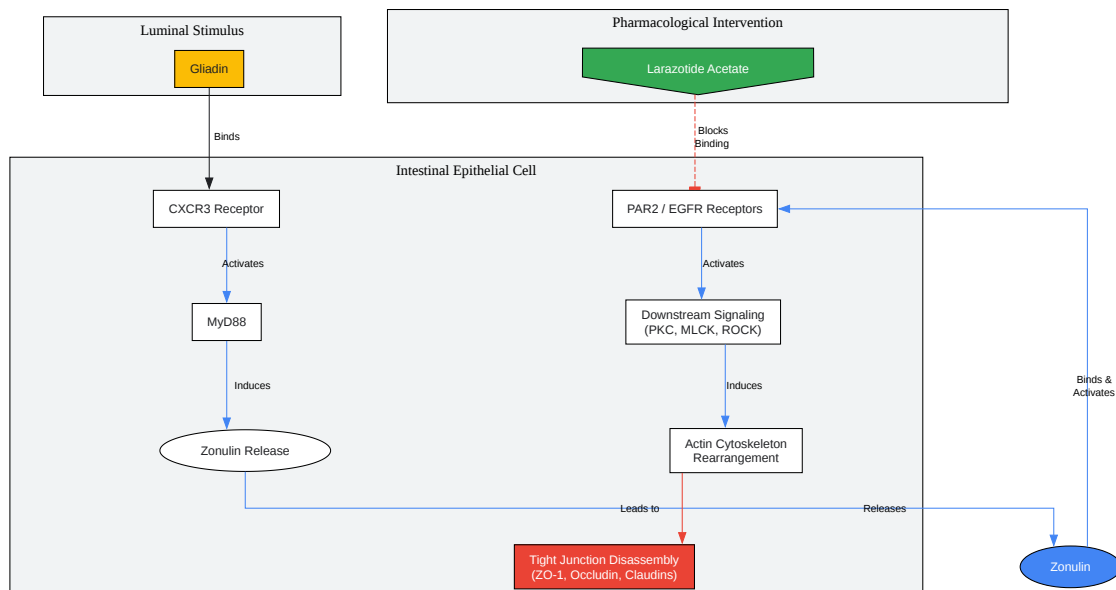 Luminal Stimulus
Gliadin
Pharmacological Intervention
Larazotide Acetate
Binds
Blocks
Binding
Intestinal Epithelial Cell
CXCR3 Receptor
PAR2 / EGFR Receptors
Activates
Activates
MyD88
Downstream Signaling
(PKC, MLCK, ROCK)
Induces
Induces
Binds &
Activates
Zonulin Release
Actin Cytoskeleton
Rearrangement
Leads to
Releases
Tight Junction Disassembly
(ZO-1, Occludin, Claudins)
Zonulin